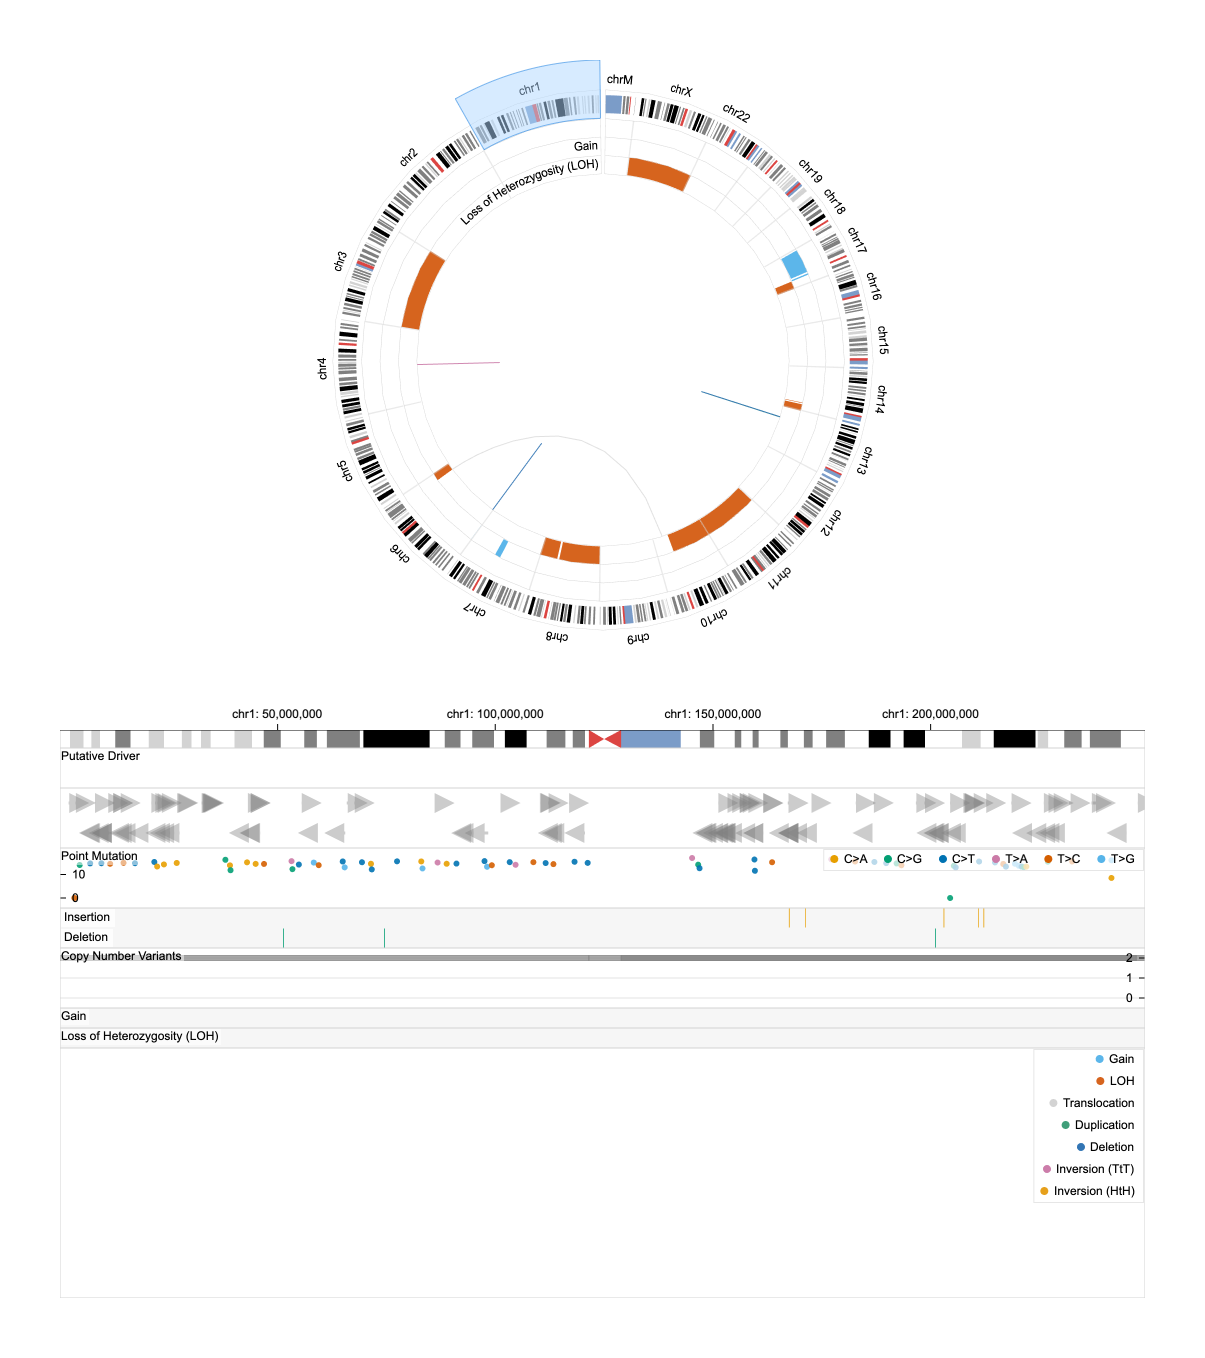 chrM
chrX
chr1
chr22
Gain
chr2
Loss of Heterozygosity (LOH)
chr19
chr18
chr17
chr3
chr16
chr15
chr4
chr14
chr13
chr5
chr12
chr6
chr11
chr7
chr10
chr8
chr9
chr1: 50,000,000
chr1: 100,000,000
chr1: 150,000,000
chr1: 200,000,000
Putative Driver
Point Mutation
C>A
C>G
C>T
T>A
T>C
T>G
10
0
Insertion
Deletion
Copy Number Variants
2
1
0
Gain
Loss of Heterozygosity (LOH)
Gain
LOH
Translocation
Duplication
Deletion
Inversion (TtT)
Inversion (HtH)